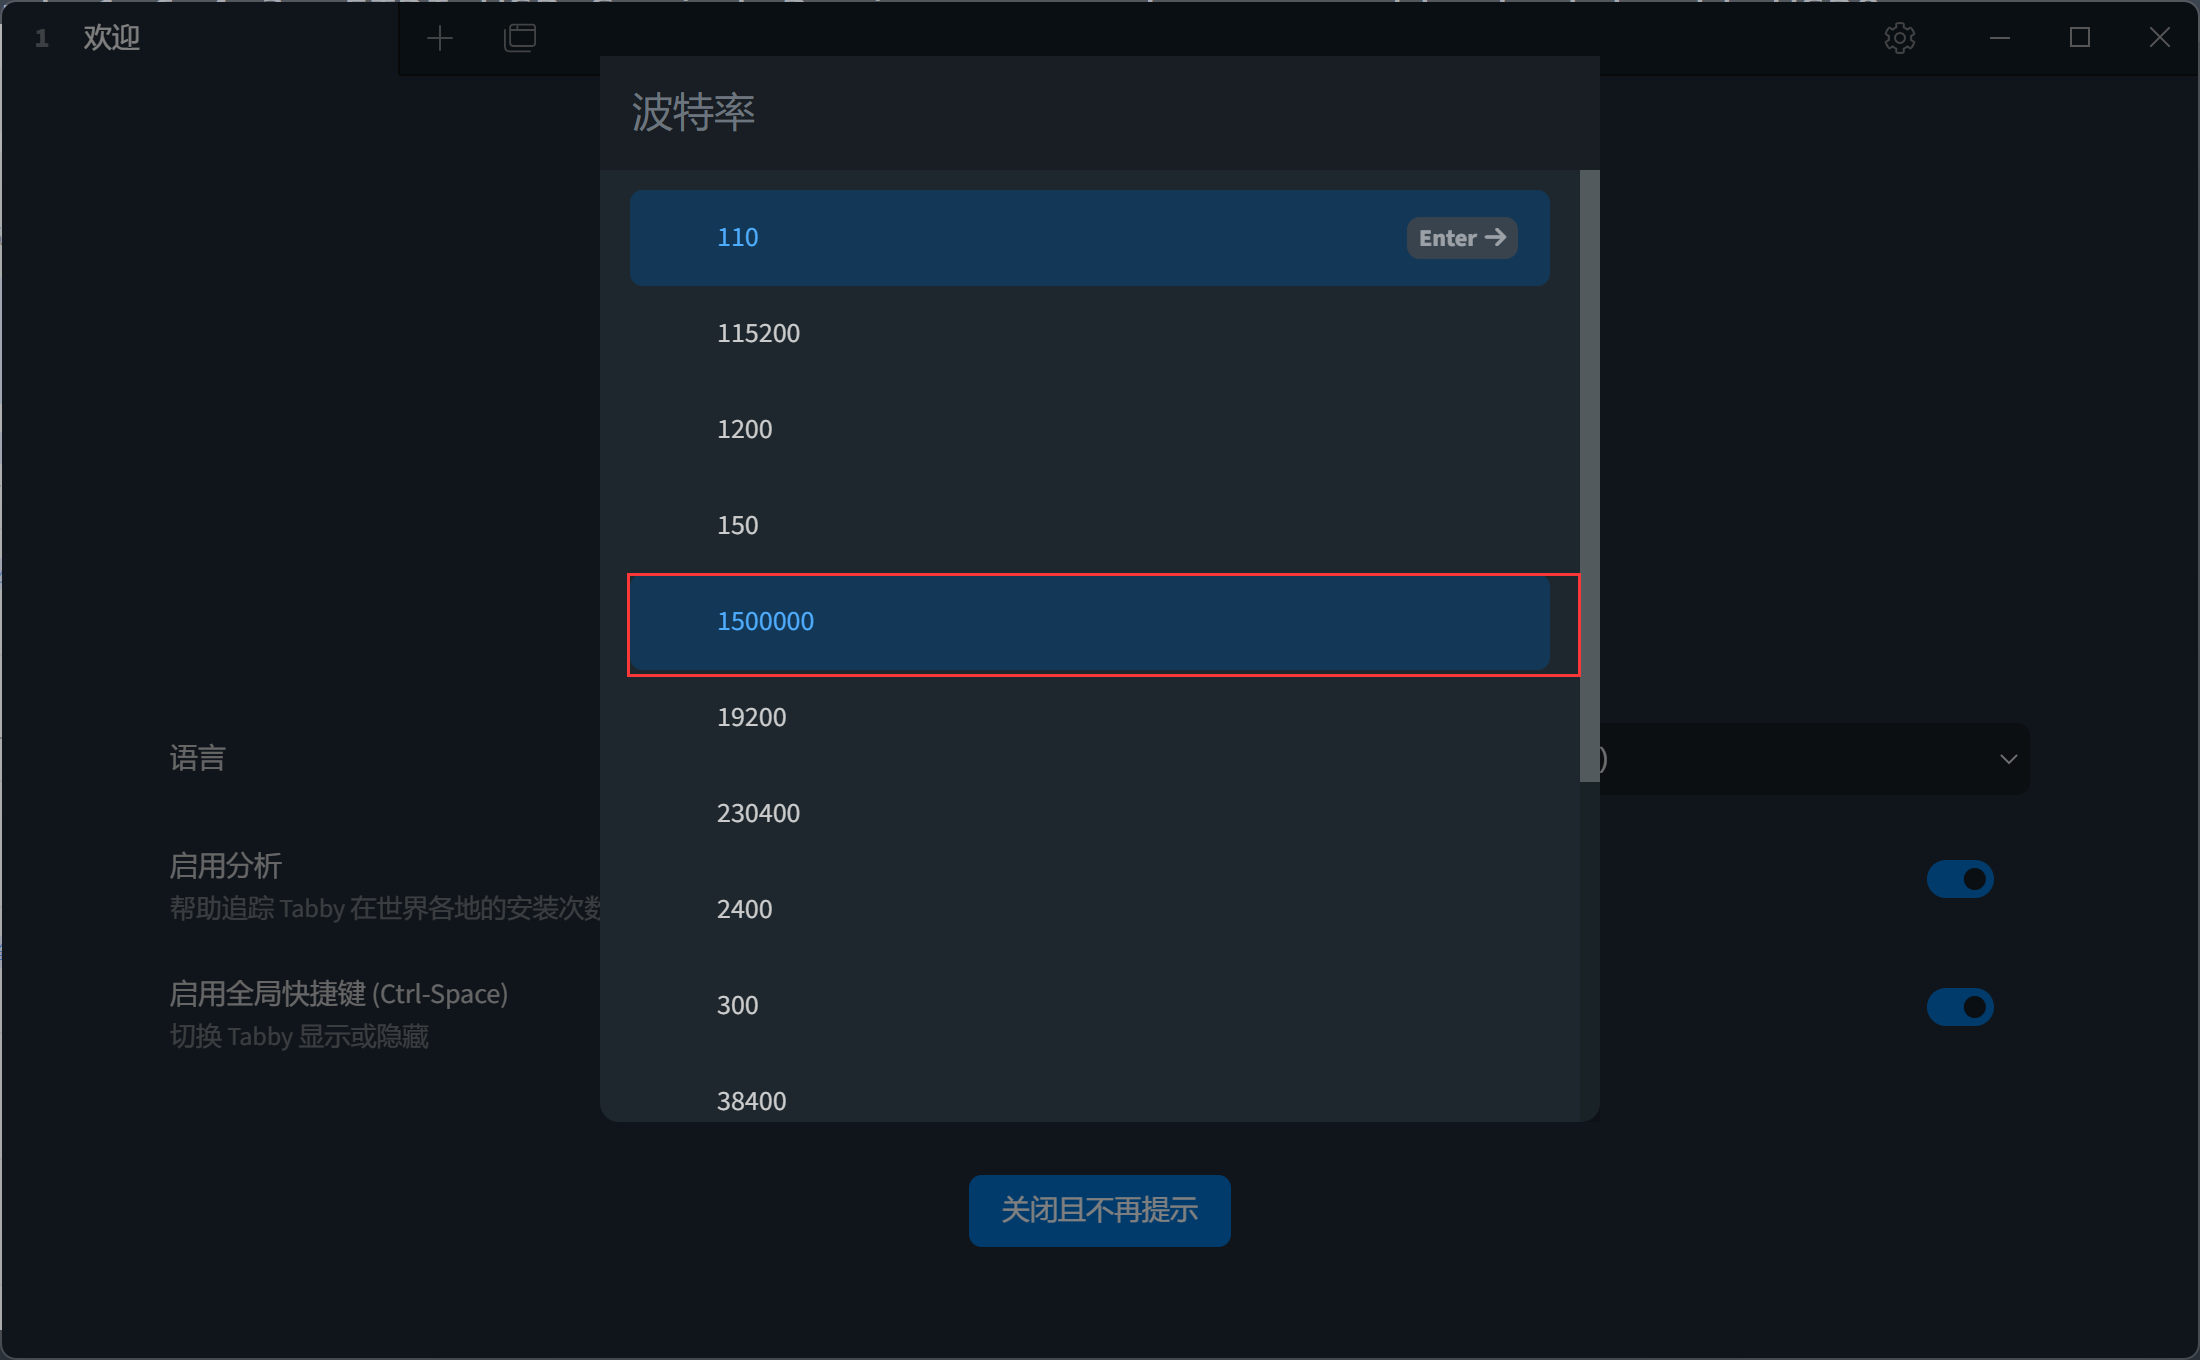 1 欢迎
波特率
110
Enter →
115200
1200
150
1500000
19200
230400
2400
300
38400
语言
)
启用分析
帮助追踪 Tabby 在世界各地的安装次数
启用全局快捷键 (Ctrl-Space)
切换 Tabby 显示或隐藏
关闭且不再提示